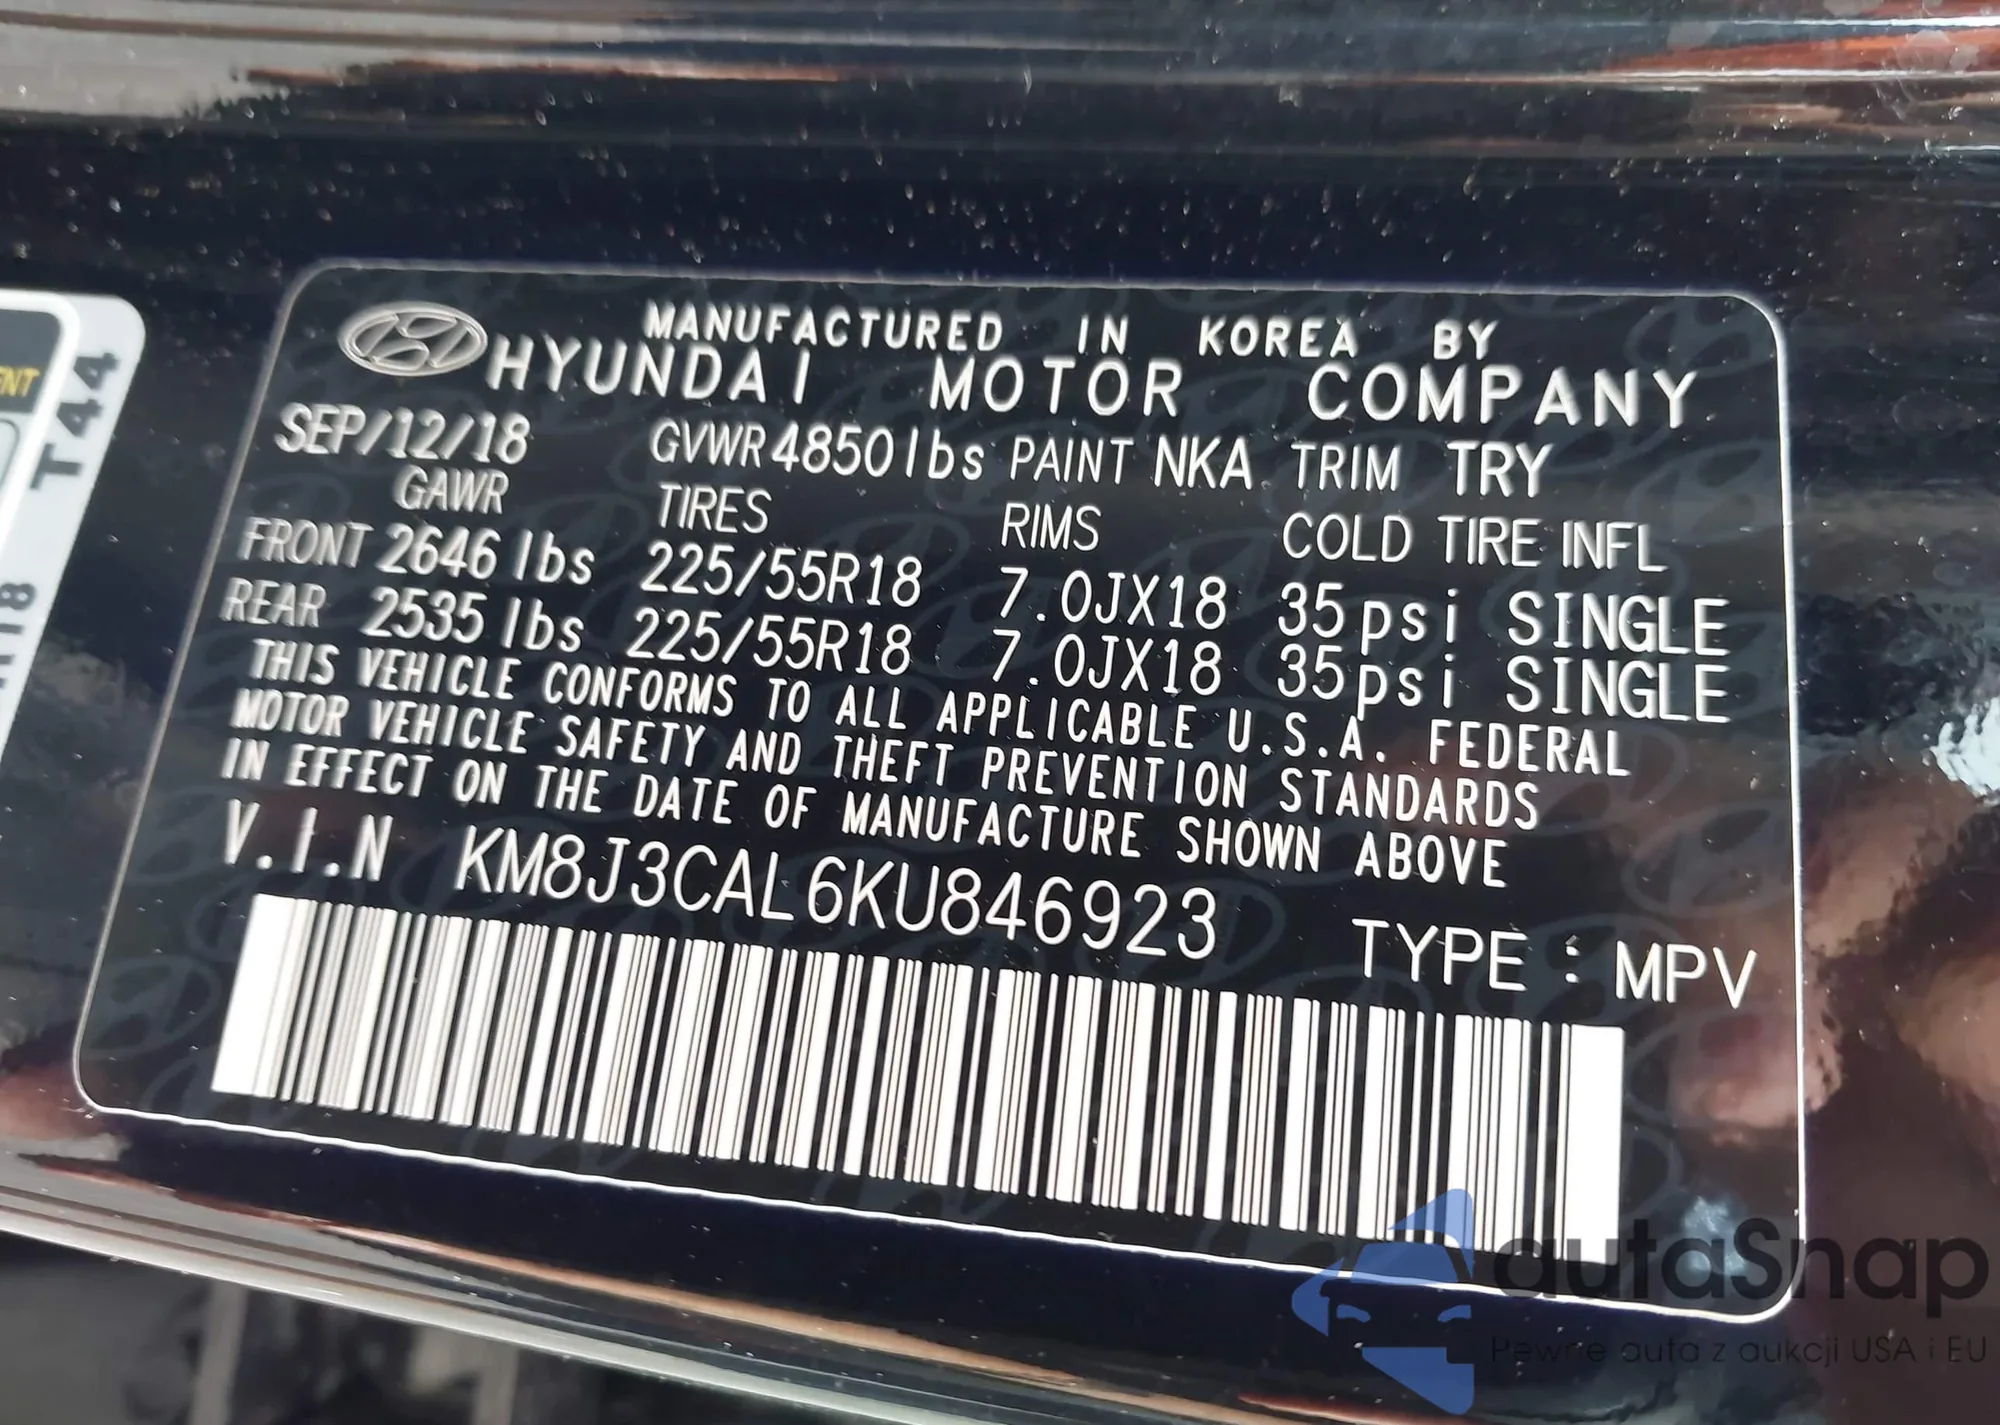 MANUFACTURED IN KOREA BY
HYUNDAI MOTOR COMPANY
SEP/12/18 GVWR 4850lbs PAINT NKA TRIM TRY
GAWR TIRES RIMS COLD TIRE INFL
FRONT 2646 lbs 225/55R18 7.0JX18 35psi SINGLE
REAR 2535 lbs 225/55R18 7.0JX18 35psi SINGLE
THIS VEHICLE CONFORMS TO ALL APPLICABLE U.S.A. FEDERAL
MOTOR VEHICLE SAFETY AND THEFT PREVENTION STANDARDS
IN EFFECT ON THE DATE OF MANUFACTURE SHOWN ABOVE
V.I.N KM8J3CAL6KU846923
TYPE : MPV
T44
autaSnap
Pewne auta z aukcji USA i EU